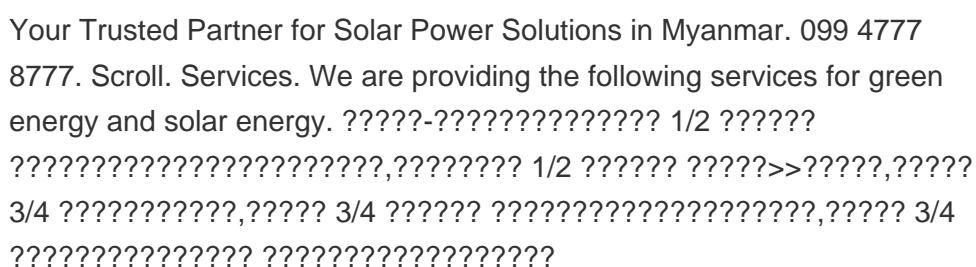 Your Trusted Partner for Solar Power Solutions in Myanmar. 099 4777
8777. Scroll. Services. We are providing the following services for green
energy and solar energy. ?????-?????????????? 1/2 ??????
???????????????????????,???????? 1/2 ?????? ?????>>?????,?????
3/4 ???????????,????? 3/4 ?????? ????????????????????,????? 3/4
??????????????? ??????????????????